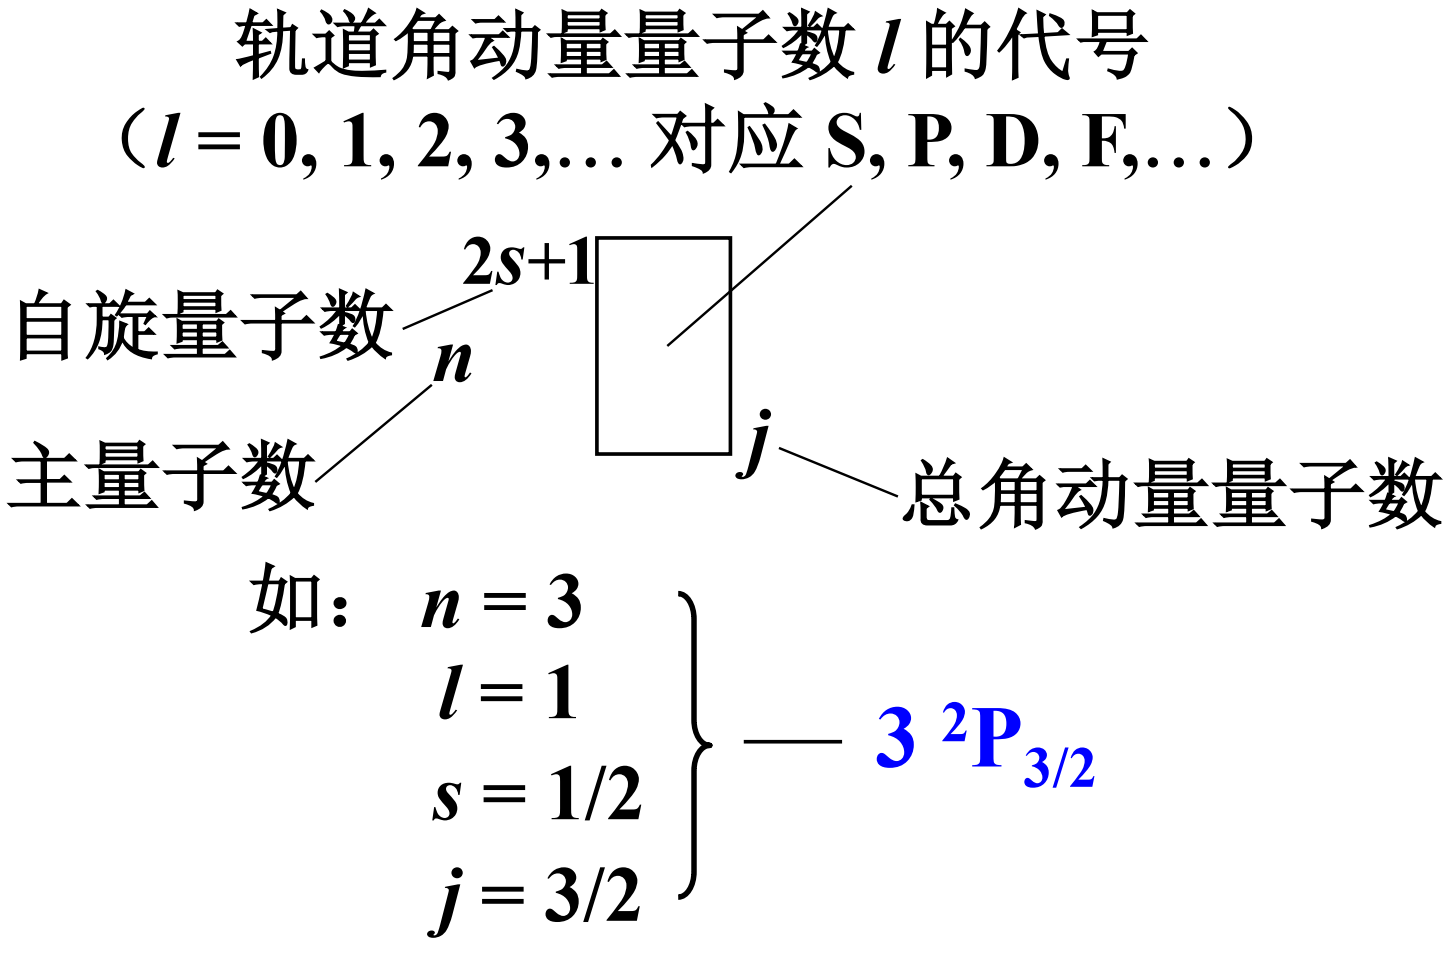 轨道角动量量子数 l 的代号
（l = 0, 1, 2, 3,… 对应 S, P, D, F,…）
2s+1
自旋量子数
n
j
主量子数
总角动量量子数
如： n = 3
l = 1
3 ²P₃/₂
s = 1/2
j = 3/2